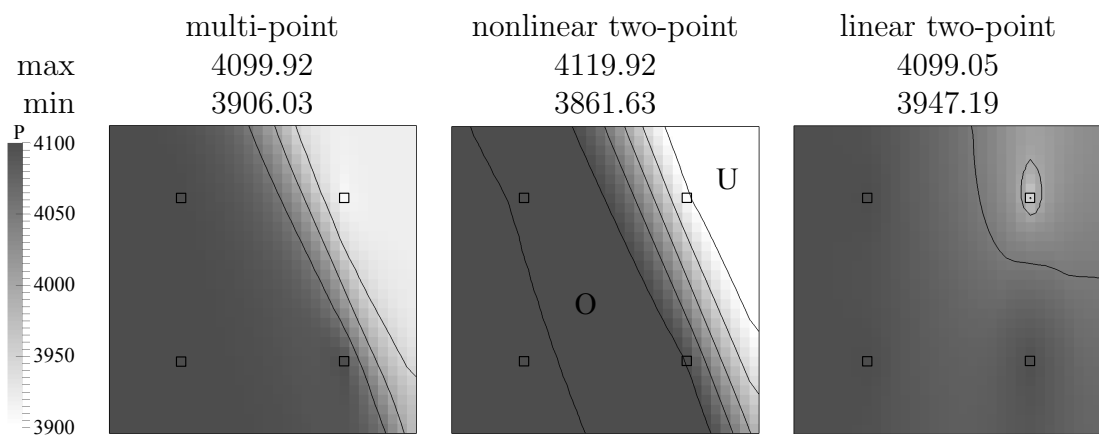 multi-point nonlinear two-point linear two-point
max 4099.92 4119.92 4099.05
min 3906.03 3861.63 3947.19
P
4100
4050
4000
3950
3900
U
O